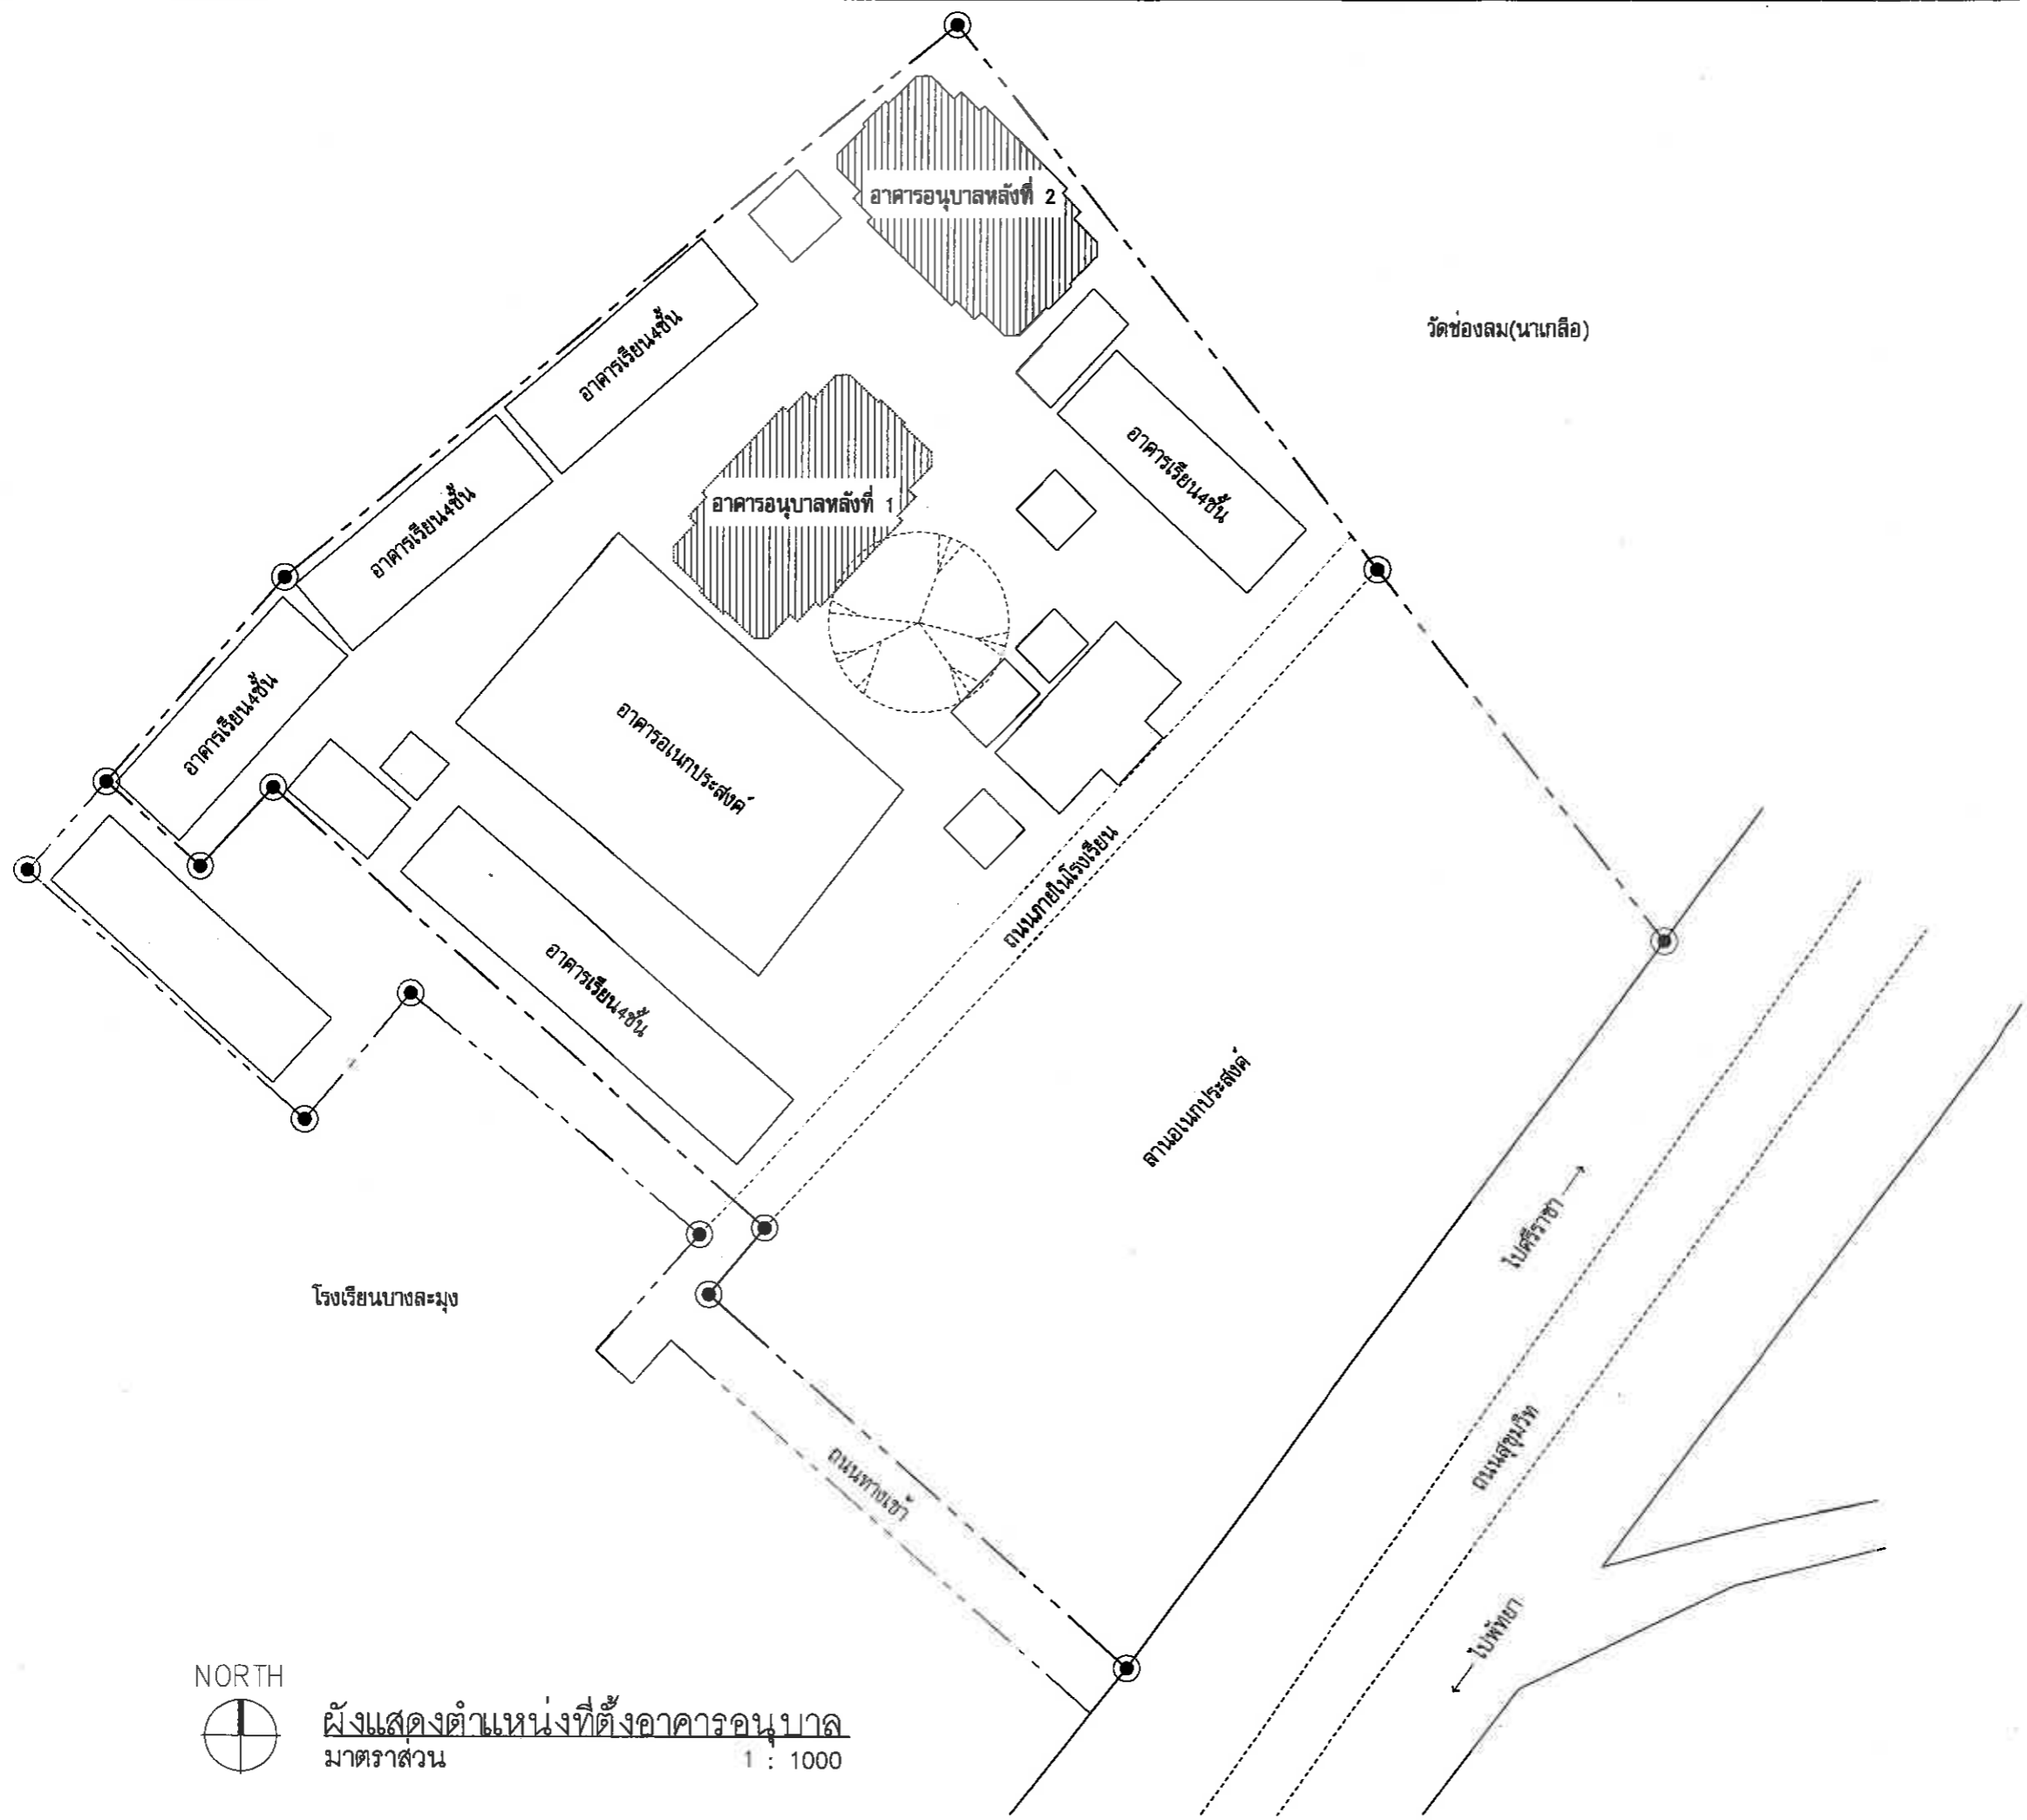 อาคารอนุบาลหลังที่ 2
วัดช่องลม(นาเกลือ)
อาคารเรียน4ชั้น
อาคารเรียน4ชั้น
อาคารอนุบาลหลังที่ 1
อาคารเรียน4ชั้น
อาคารเรียน4ชั้น
อาคารอเนกประสงค์
ถนนภายในโรงเรียน
อาคารเรียน4ชั้น
ลานอเนกประสงค์
ไปศรีราชา
โรงเรียนบางละมุง
ถนนสุขุมวิท
ถนนทางเข้า
ไปพัทยา
NORTH
ผังแสดงตำแหน่งที่ตั้งอาคารอนุบาล
มาตราส่วน 1 : 1000